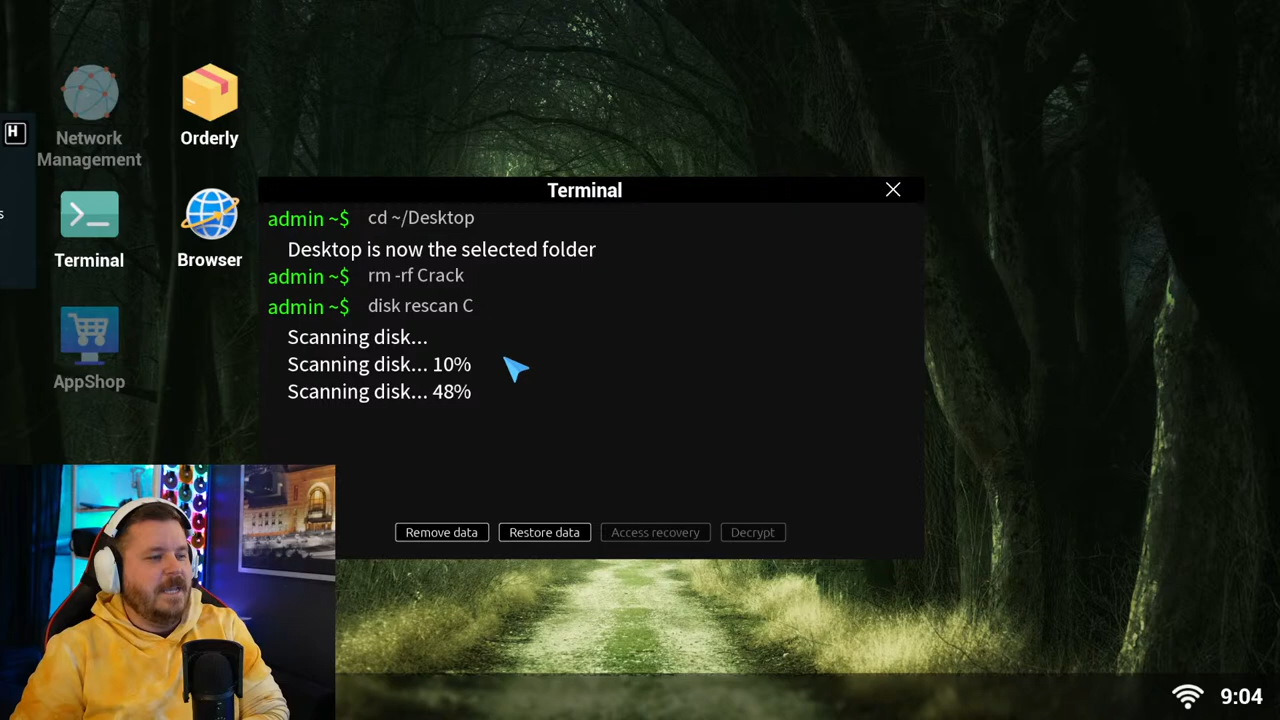 Network
Management
Orderly
H
s
Terminal
Browser
AppShop
Terminal
admin ~$ cd ~/Desktop
Desktop is now the selected folder
admin ~$ rm -rf Crack
admin ~$ disk rescan C
Scanning disk...
Scanning disk... 10%
Scanning disk... 48%
Remove data
Restore data
Access recovery
Decrypt
9:04